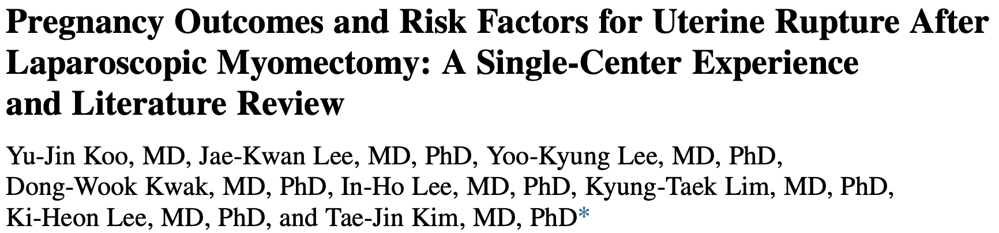 Pregnancy Outcomes and Risk Factors for Uterine Rupture After
Laparoscopic Myomectomy: A Single-Center Experience
and Literature Review
Yu-Jin Koo, MD, Jae-Kwan Lee, MD, PhD, Yoo-Kyung Lee, MD, PhD,
Dong-Wook Kwak, MD, PhD, In-Ho Lee, MD, PhD, Kyung-Taek Lim, MD, PhD,
Ki-Heon Lee, MD, PhD, and Tae-Jin Kim, MD, PhD*